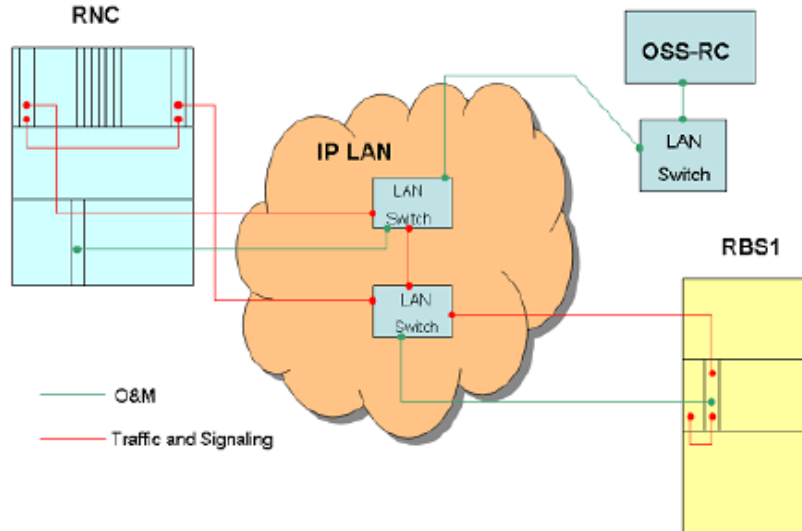 RNC
OSS-RC
LAN
Switch
IP LAN
LAN
Switch
RBS1
LAN
Switch
O&M
Traffic and Signaling